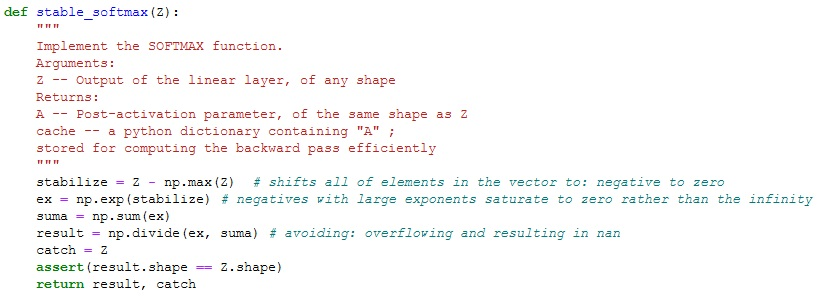 def stable_softmax(Z):
"""
Implement the SOFTMAX function.
Arguments:
Z -- Output of the linear layer, of any shape
Returns:
A -- Post-activation parameter, of the same shape as Z
cache -- a python dictionary containing "A" ;
stored for computing the backward pass efficiently
"""
stabilize = Z - np.max(Z)  # shifts all of elements in the vector to: negative to zero
ex = np.exp(stabilize) # negatives with large exponents saturate to zero rather than the infinity
suma = np.sum(ex)
result = np.divide(ex, suma) # avoiding: overflowing and resulting in nan
catch = Z
assert(result.shape == Z.shape)
return result, catch